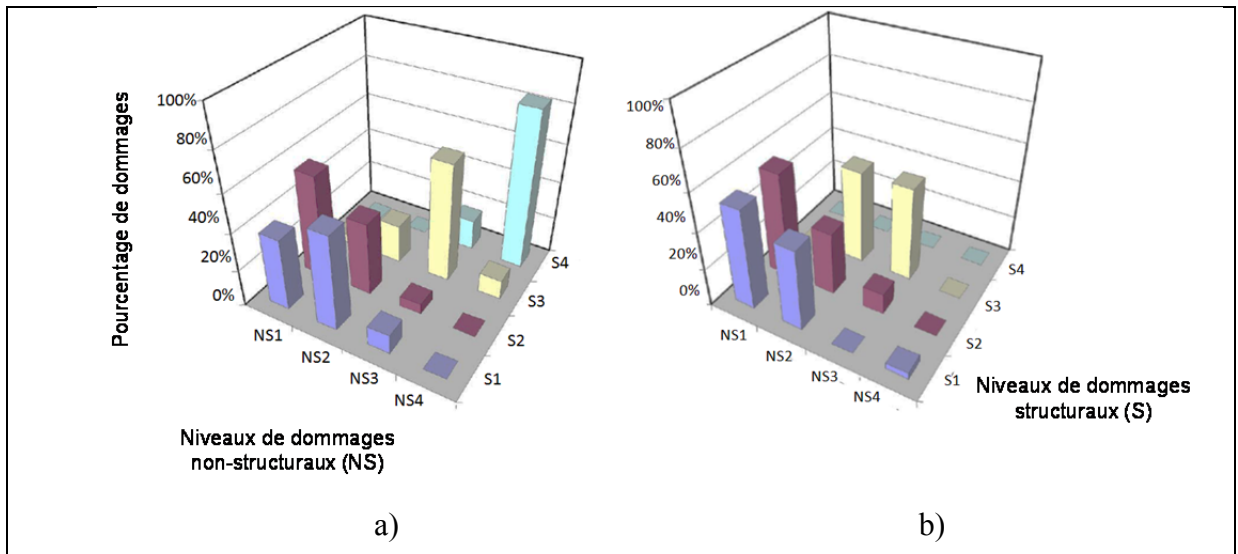 Pourcentage de dommages
100%
80%
60%
40%
20%
0%
NS1
NS2
NS3
NS4
S1
S2
S3
S4
Niveaux de dommages
non-structuraux (NS)
a)
100%
80%
60%
40%
20%
0%
NS1
NS2
NS3
NS4
S1
S2
S3
S4
Niveaux de dommages
structuraux (S)
b)